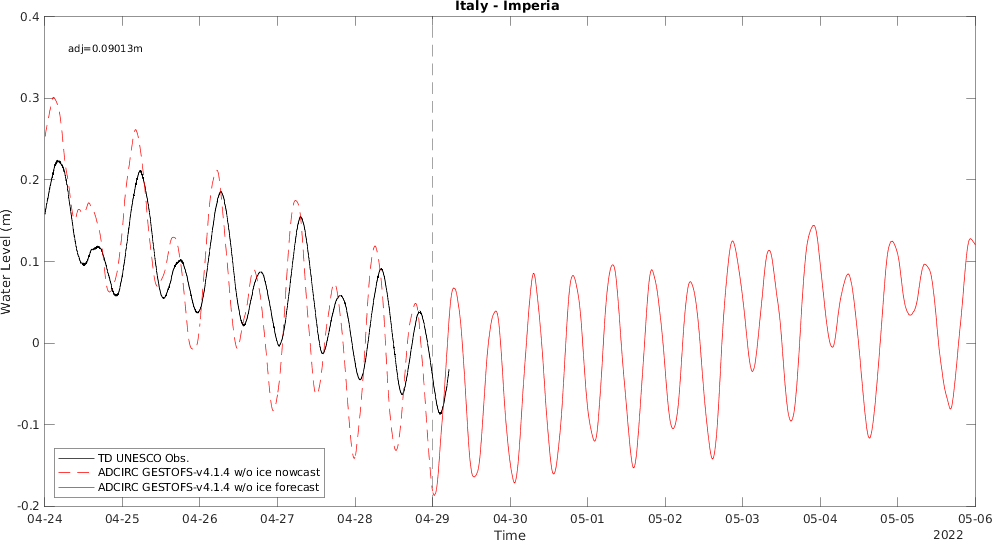 Italy - Imperia
adj=0.09013m
Water Level (m)
0.4
0.3
0.2
0.1
0
-0.1
-0.2
TD UNESCO Obs.
ADCIRC GESTOFS-v4.1.4 w/o ice nowcast
ADCIRC GESTOFS-v4.1.4 w/o ice forecast
04-24 04-25 04-26 04-27 04-28 04-29 04-30 05-01 05-02 05-03 05-04 05-05 05-06
Time
2022